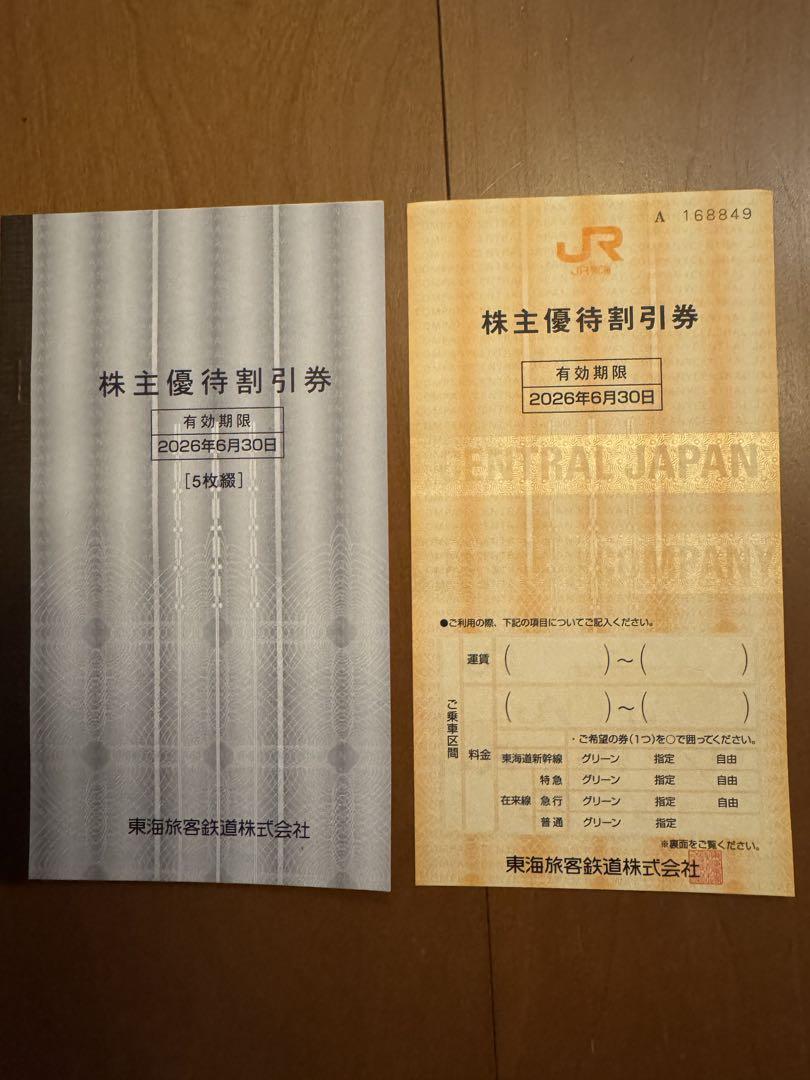 株主優待割引券
有効期限
2026年6月30日
[5枚綴]
東海旅客鉄道株式会社
A 168849
JR
JR東海
株主優待割引券
有効期限
2026年6月30日
CENTRAL JAPAN
COMPANY
●ご利用の際、下記の項目についてご記入ください。
ご乗車区間
運賃 ( )～( )
料金 ( )～( )
・ご希望の券(1つ)を○で囲ってください。
東海道新幹線 グリーン 指定 自由
在来線 特急 グリーン 指定 自由
急行 グリーン 指定 自由
普通 グリーン 指定
※裏面をご覧ください。
東海旅客鉄道株式会社